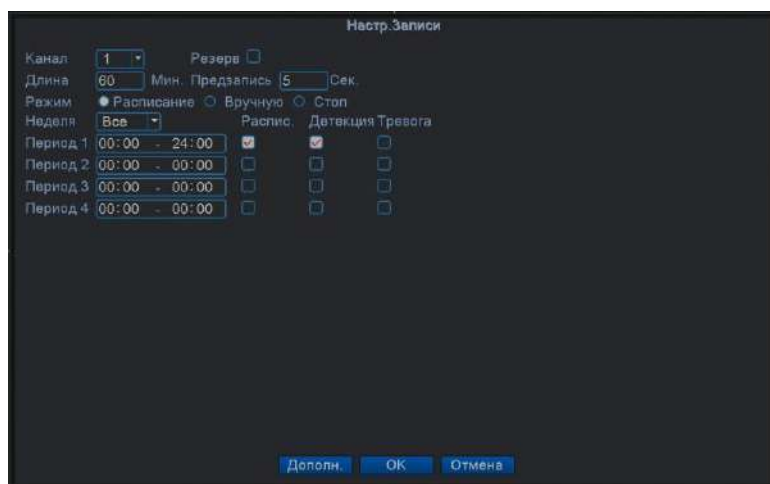 Настр.Записи
Канал 1 Резерв
Длина 60 Мин. Предзапись 5 Сек.
Режим Расписание Вручную Стоп
Неделя Все Распис. Детекция Тревога
Период 1 00:00 - 24:00
Период 2 00:00 - 00:00
Период 3 00:00 - 00:00
Период 4 00:00 - 00:00
Дополн. OK Отмена